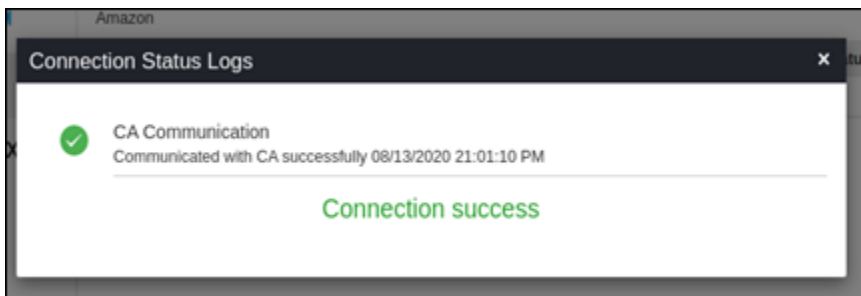 Amazon
Connection Status Logs
CA Communication
Communicated with CA successfully 08/13/2020 21:01:10 PM
Connection success